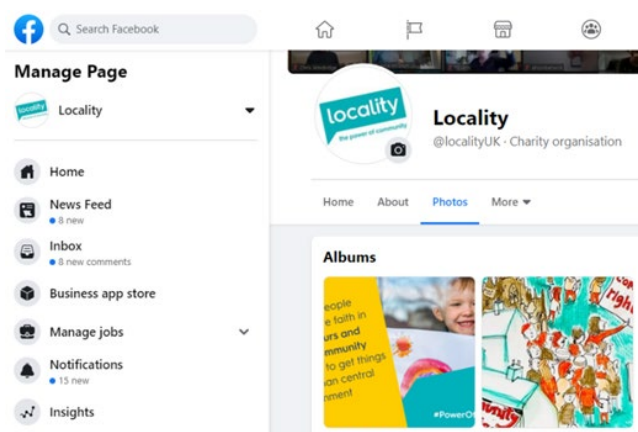 Search Facebook
Manage Page
Locality
Home
News Feed
8 new
Inbox
8 new comments
Business app store
Manage jobs
Notifications
15 new
Insights
locality
the power of community
Locality
@localityUK · Charity organisation
Home About Photos More
Albums
eople
e faith in
urs and
mmunity
to get things
an central
nment
#PowerOf